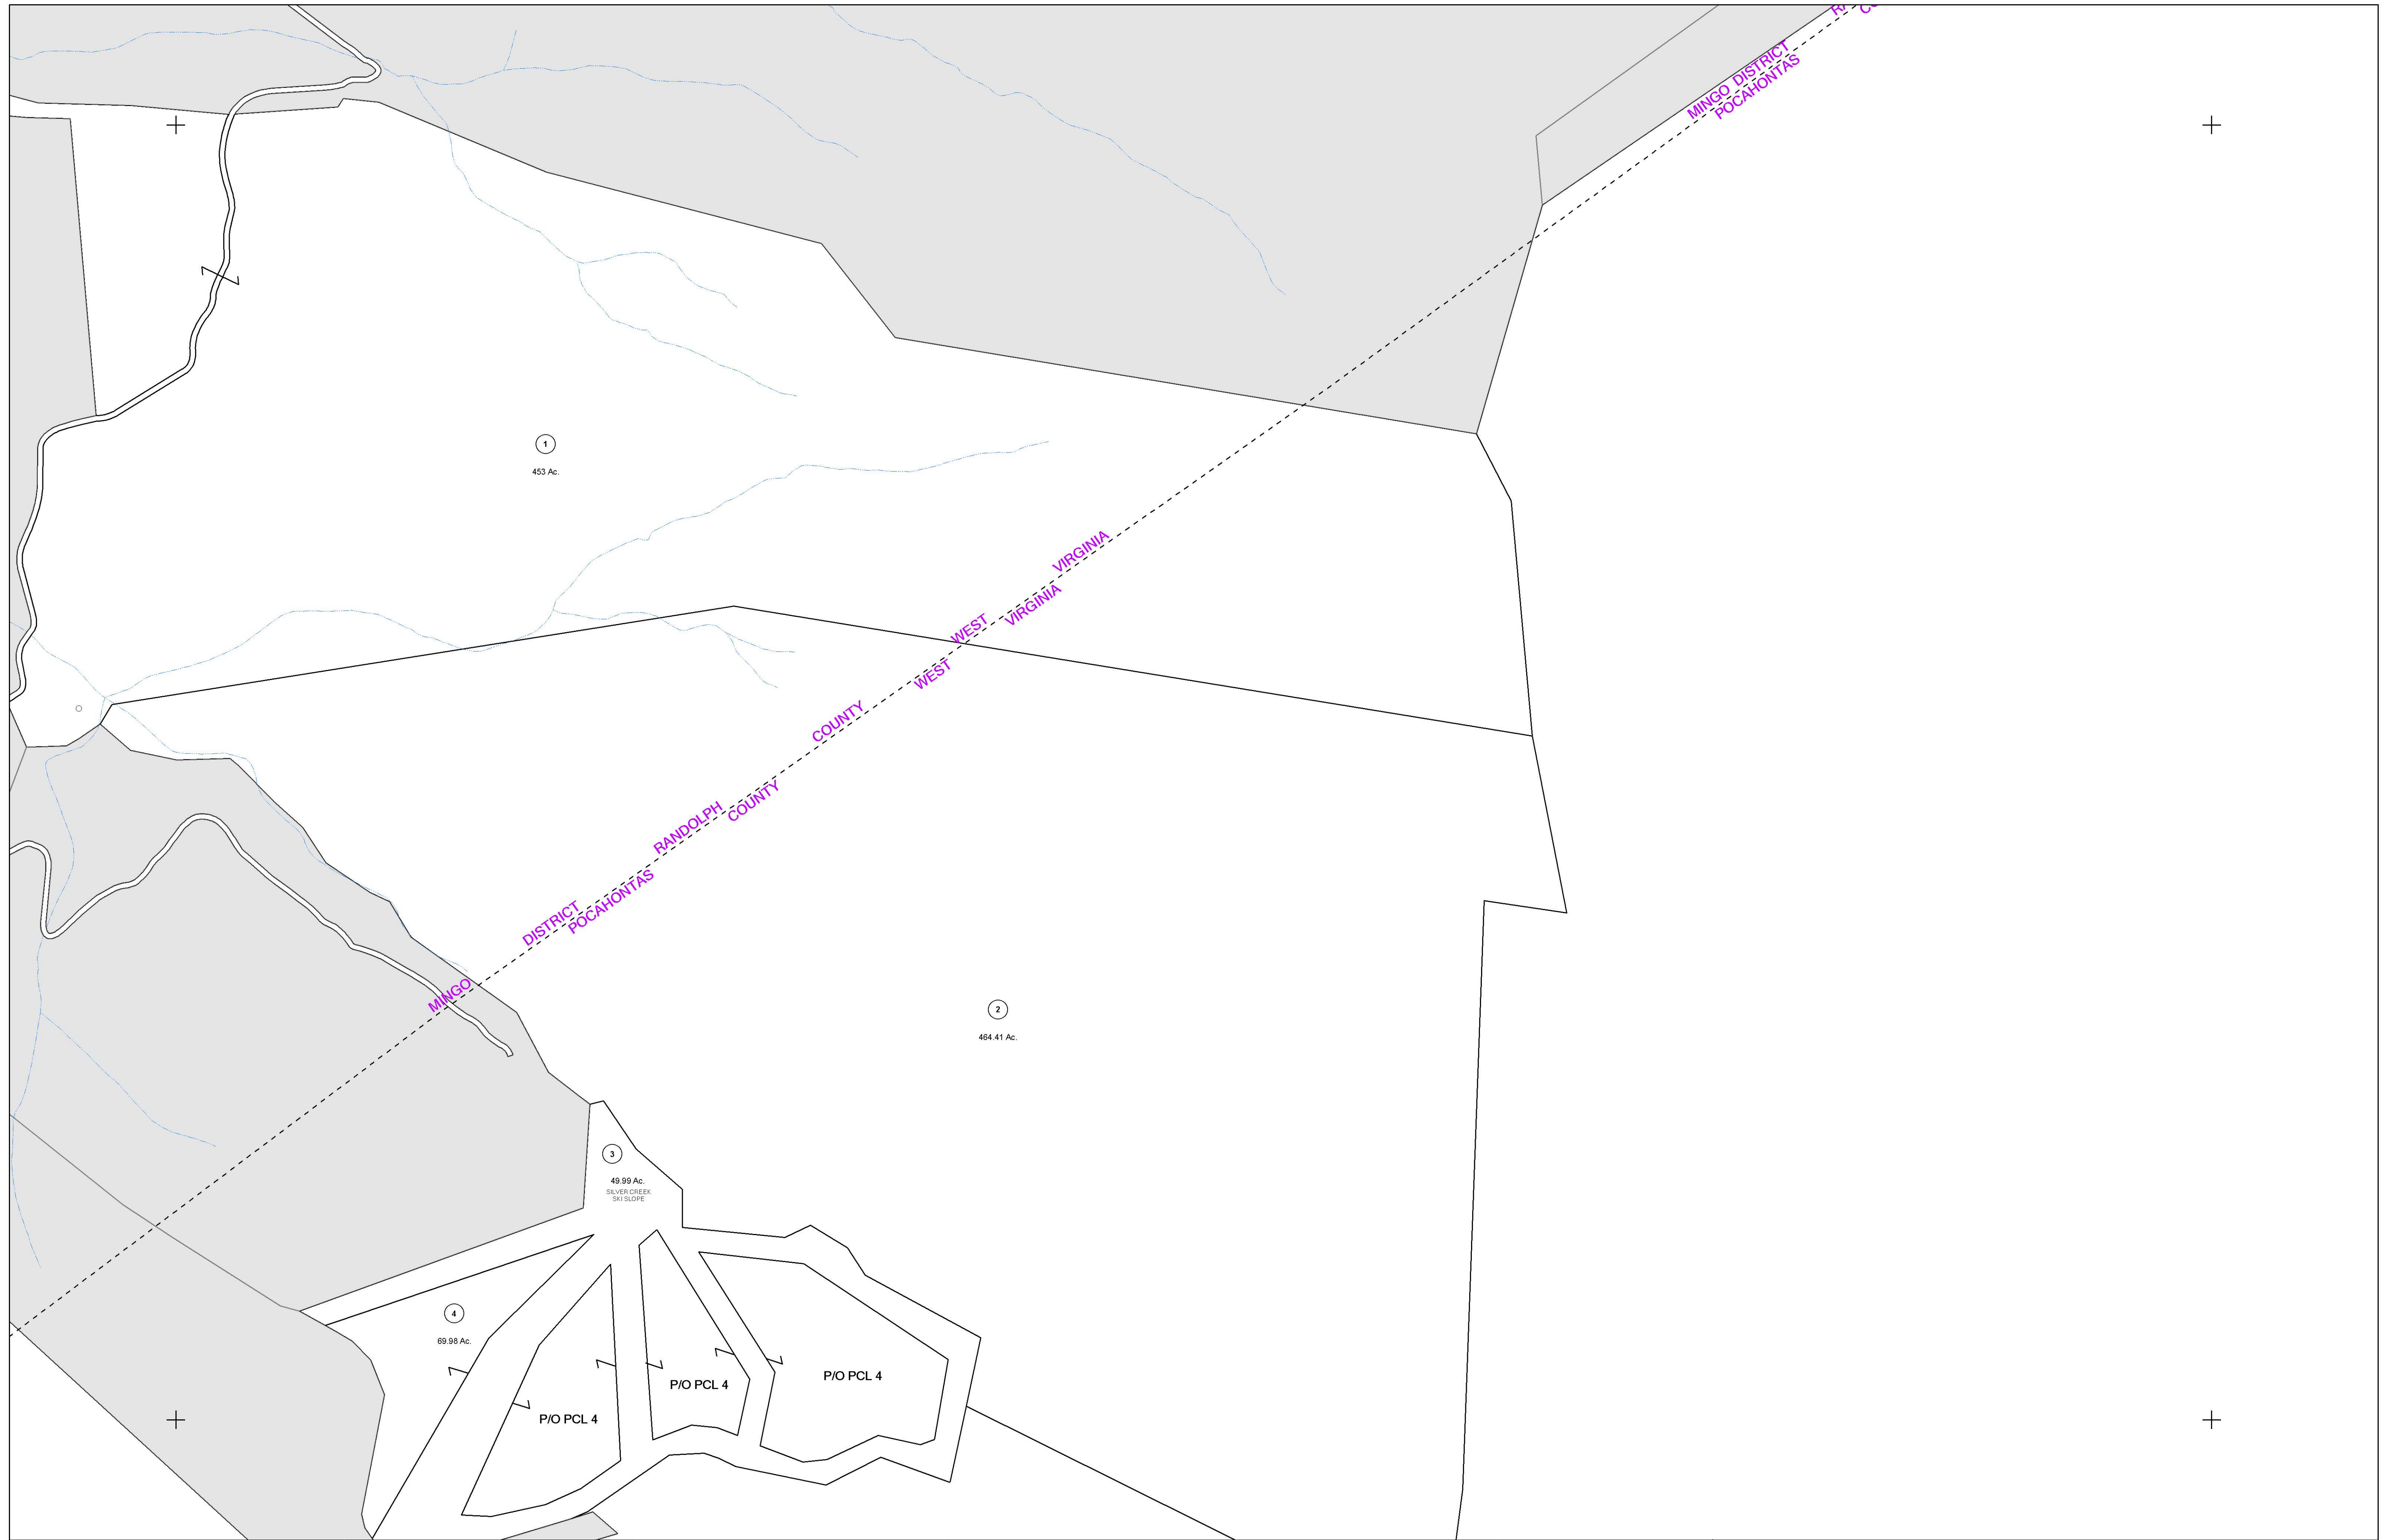 MINGO DISTRICT
POCAHONTAS
1
453 Ac.
MINGO DISTRICT RANDOLPH COUNTY WEST VIRGINIA
POCAHONTAS COUNTY WEST VIRGINIA
2
464.41 Ac.
3
49.99 Ac.
SILVER CREEK
SKI SLOPE
4
69.98 Ac.
P/O PCL 4
P/O PCL 4
P/O PCL 4